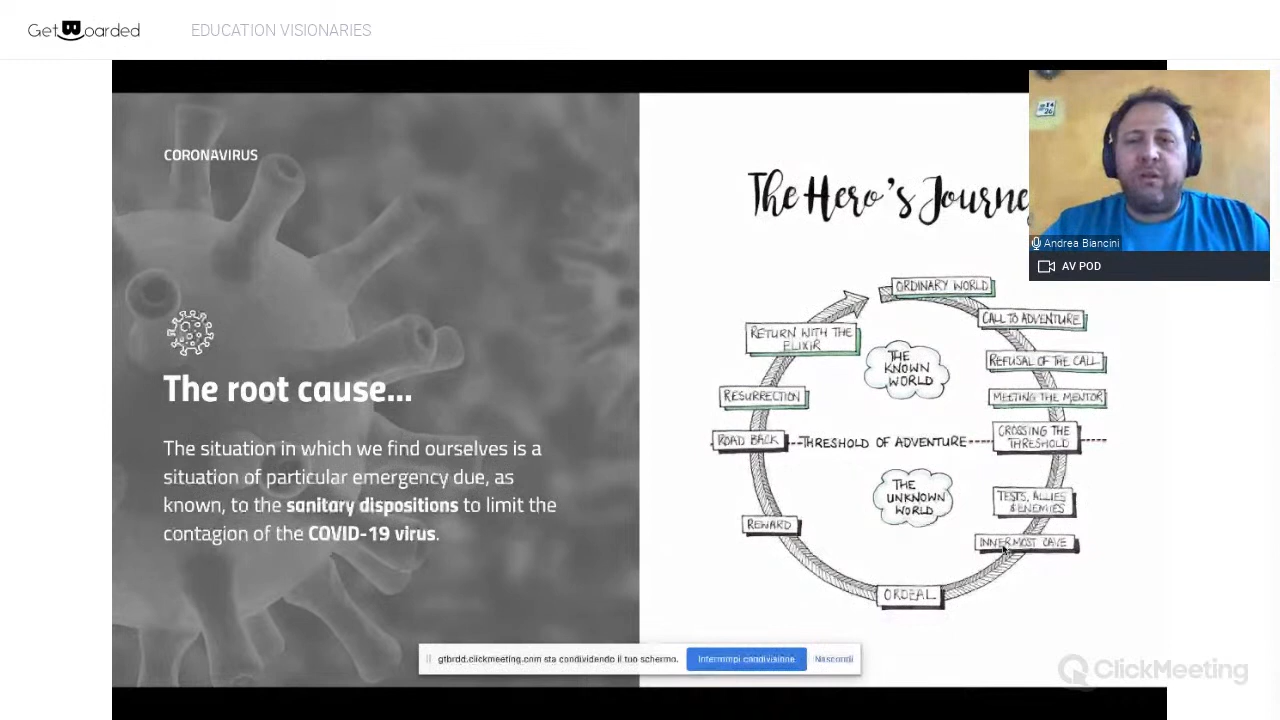 GetBoarded
EDUCATION VISIONARIES
CORONAVIRUS
The root cause...
The situation in which we find ourselves is a
situation of particular emergency due, as
known, to the sanitary dispositions to limit the
contagion of the COVID-19 virus.
The Hero's Journe
ORDINARY WORLD
CALL TO ADVENTURE
REFUSAL OF THE CALL
MEETING THE MENTOR
CROSSING THE
THRESHOLD
TESTS, ALLIES
& ENEMIES
INNERMOST CAVE
ORDEAL
REWARD
ROAD BACK
RESURRECTION
RETURN WITH THE
ELIXIR
THE
KNOWN
WORLD
THRESHOLD OF ADVENTURE
THE
UNKNOWN
WORLD
Andrea Biancini
AV POD
gtbrdd.clickmeeting.com sta condividendo il tuo schermo.
Interrompi condivisione
Nascondi
ClickMeeting